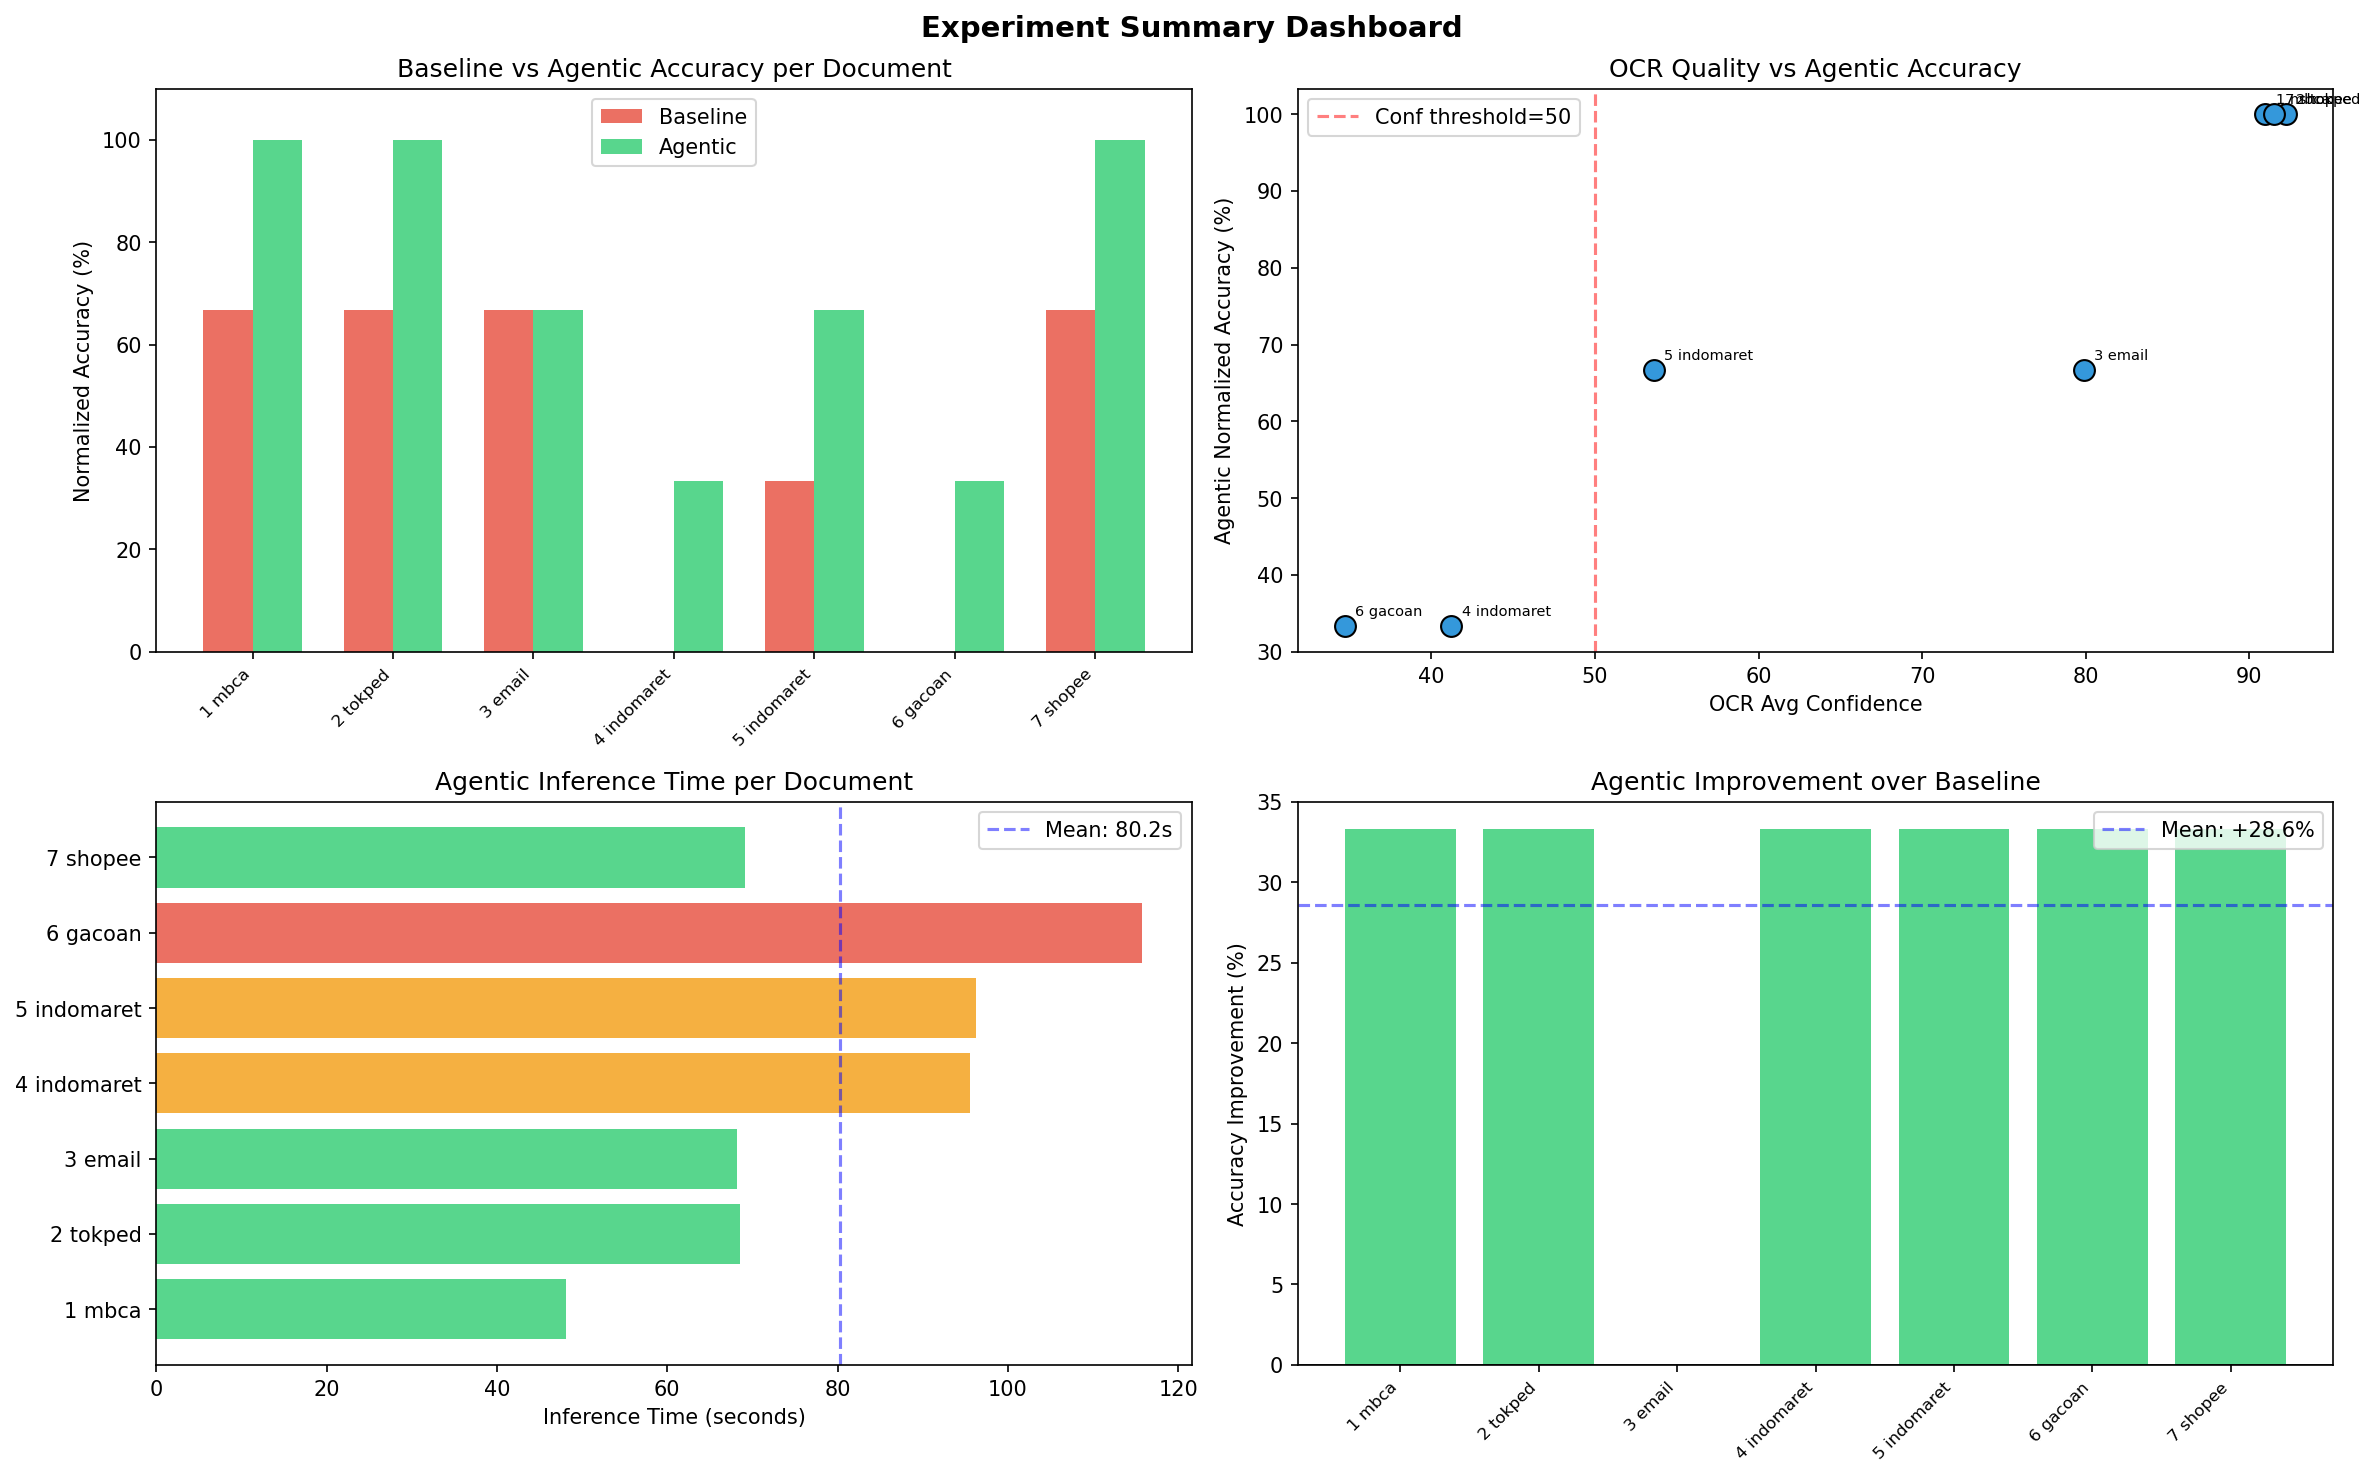 Experiment Summary Dashboard
Baseline vs Agentic Accuracy per Document
Normalized Accuracy (%)
100
80
60
40
20
0
Baseline
Agentic
1 mbca
2 tokped
3 email
4 indomaret
5 indomaret
6 gacoan
7 shopee
OCR Quality vs Agentic Accuracy
Agentic Normalized Accuracy (%)
100
90
80
70
60
50
40
30
Conf threshold=50
5 indomaret
3 email
6 gacoan
4 indomaret
40
50
60
70
80
90
OCR Avg Confidence
Agentic Inference Time per Document
Mean: 80.2s
7 shopee
6 gacoan
5 indomaret
4 indomaret
3 email
2 tokped
1 mbca
0
20
40
60
80
100
120
Inference Time (seconds)
Agentic Improvement over Baseline
Accuracy Improvement (%)
35
30
25
20
15
10
5
0
Mean: +28.6%
1 mbca
2 tokped
3 email
4 indomaret
5 indomaret
6 gacoan
7 shopee